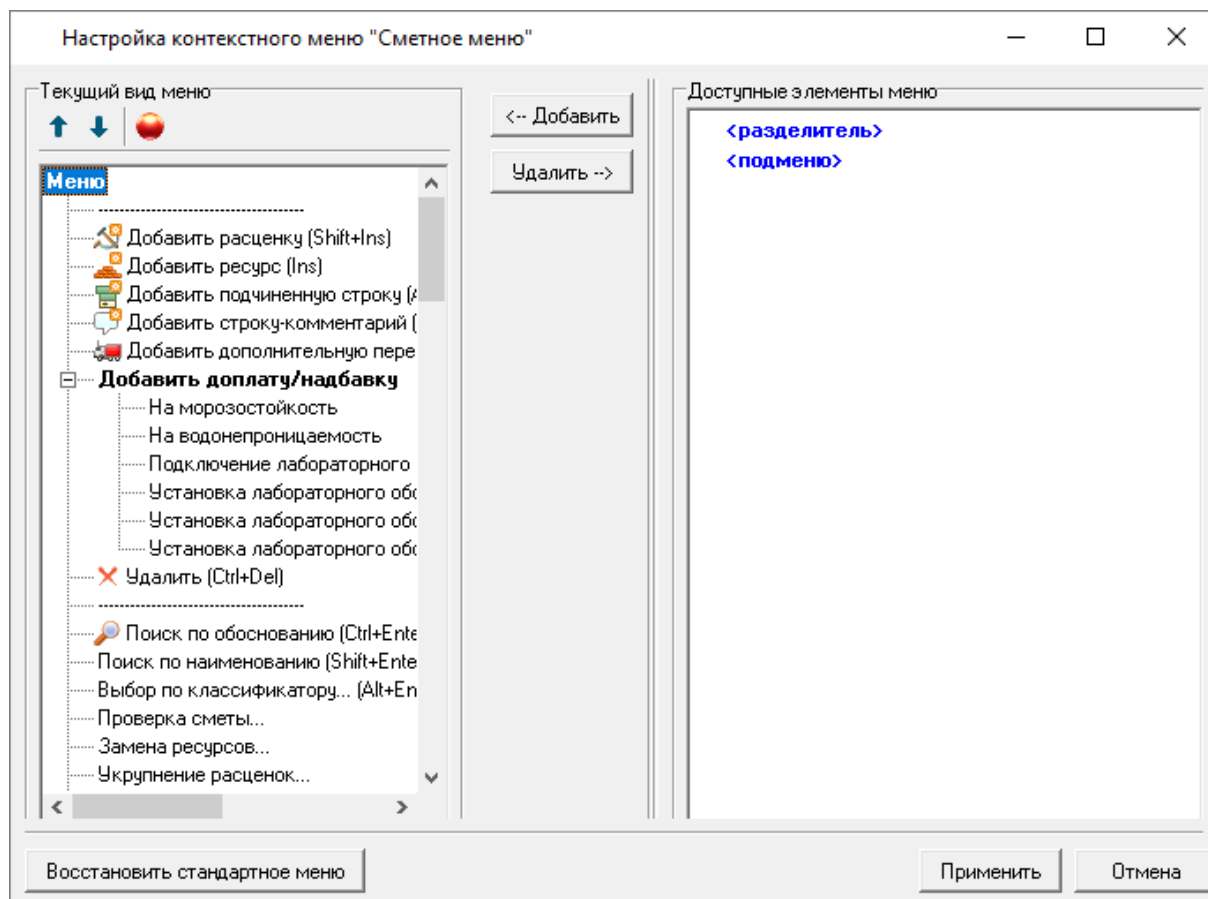 Настройка контекстного меню "Сметное меню"
Текущий вид меню
<-- Добавить
Удалить -->
Доступные элементы меню
<разделитель>
<подменю>
Меню
-----------------------------------
Добавить расценку (Shift+Ins)
Добавить ресурс (Ins)
Добавить подчиненную строку (
Добавить строку-комментарий (
Добавить дополнительную пере
Добавить доплату/надбавку
На морозостойкость
На водонепроницаемость
Подключение лабораторного
Установка лабораторного обо
Установка лабораторного обо
Установка лабораторного обо
Удалить (Ctrl+Del)
-----------------------------------
Поиск по обоснованию (Ctrl+Ente
Поиск по наименованию (Shift+Ente
Выбор по классификатору... (Alt+En
Проверка сметы...
Замена ресурсов...
Укрупнение расценок...
Восстановить стандартное меню
Применить
Отмена